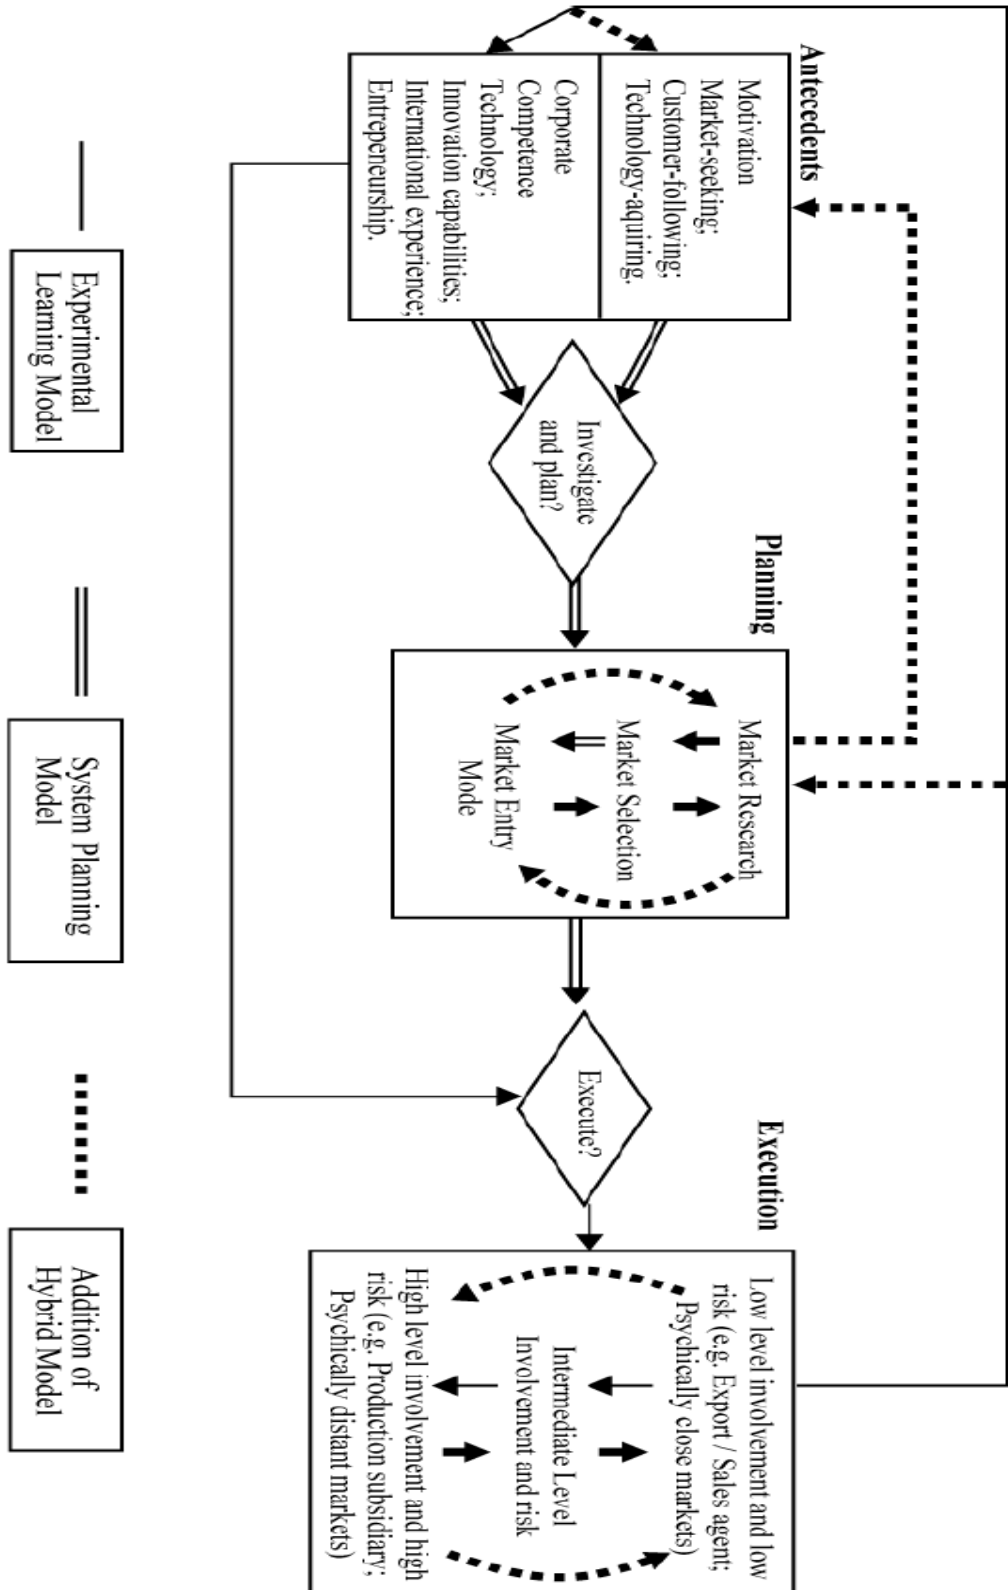 Antecedents
Motivation
Market-seeking;
Customer-following;
Technology-aquiring.
Corporate
Competence
Technology;
Innovation capabilities;
International experience;
Entrepeneurship.
Investigate
and plan?
Planning
Market Research
Market Selection
Market Entry
Mode
Execute?
Execution
Low level involvement and low
risk (e.g. Export / Sales agent;
Psychically close markets)
Intermediate Level
Involvement and risk
High level involvement and high
risk (e.g. Production subsidiary;
Psychically distant markets)
Experimental
Learning Model
System Planning
Model
Addition of
Hybrid Model